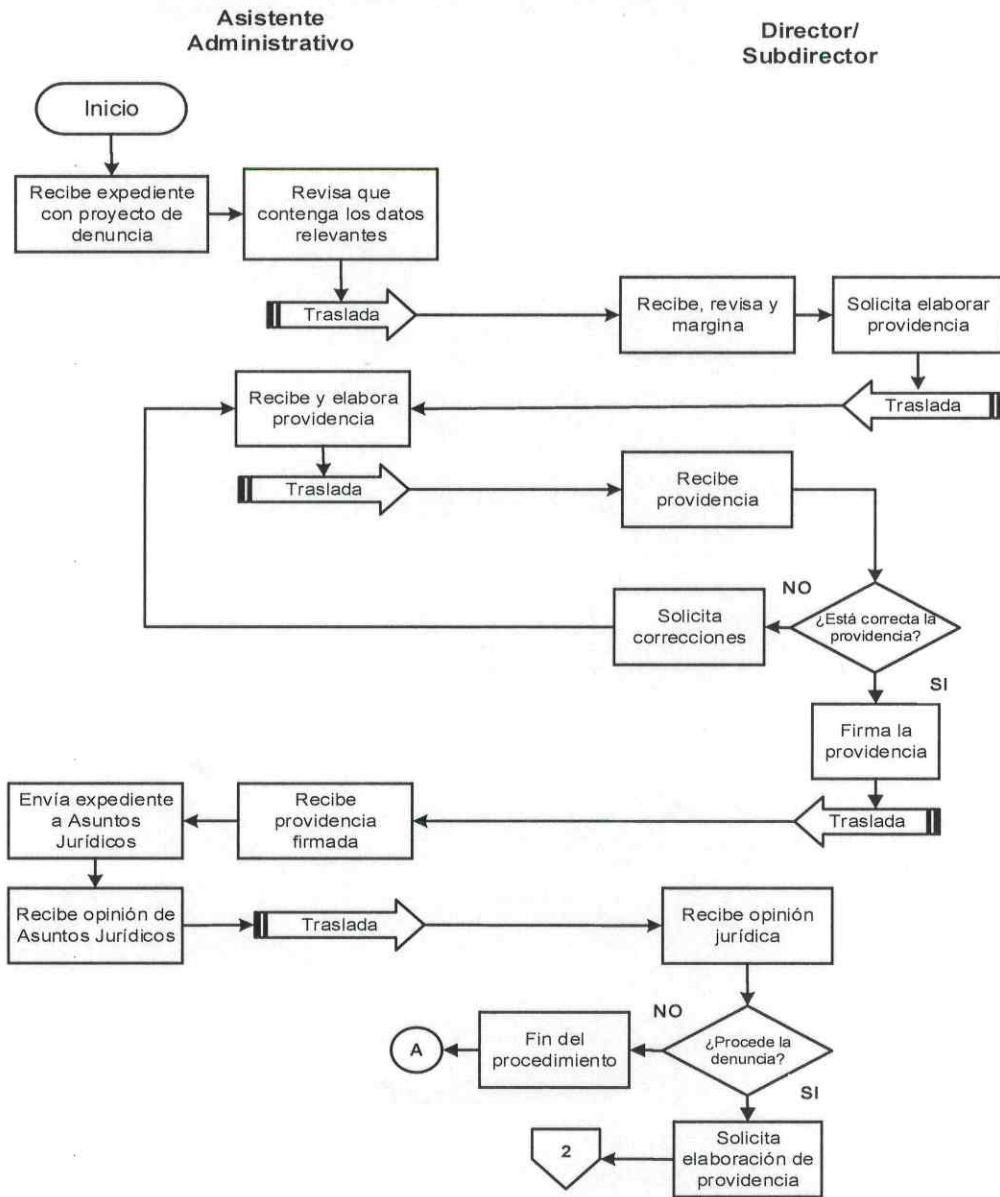 Asistente
Administrativo
Director/
Subdirector
Inicio
Recibe expediente
con proyecto de
denuncia
Revisa que
contenga los datos
relevantes
Traslada
Recibe, revisa y
margina
Solicita elaborar
providencia
Traslada
Recibe y elabora
providencia
Traslada
Recibe
providencia
¿Está correcta la
providencia?
NO
Solicita
correcciones
SI
Firma la
providencia
Traslada
Recibe
providencia
firmada
Envía expediente
a Asuntos
Jurídicos
Recibe opinión de
Asuntos Jurídicos
Traslada
Recibe opinión
jurídica
¿Procede la
denuncia?
NO
Fin del
procedimiento
A
SI
Solicita
elaboración de
providencia
2